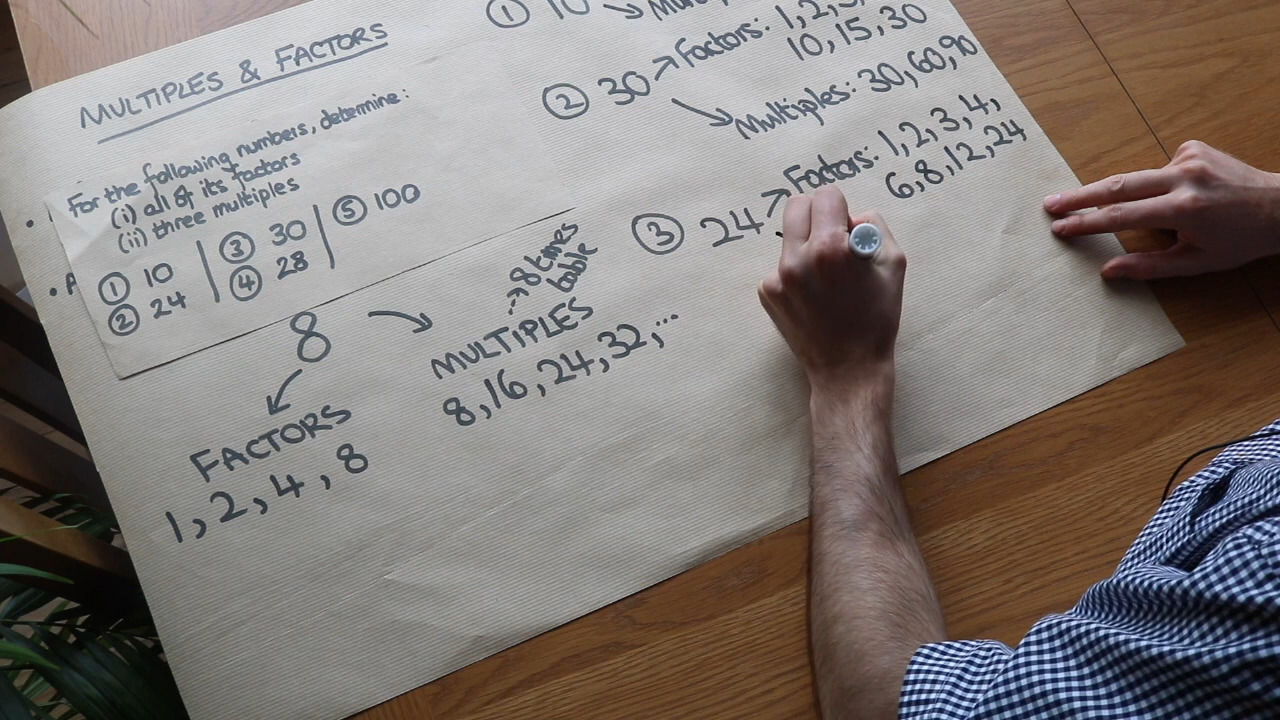 MULTIPLES & FACTORS
For the following numbers, determine:
(i) all of its factors
(ii) three multiples
① 10
② 24
③ 30
④ 28
⑤ 100
8
FACTORS
1, 2, 4, 8
→ 8 times
table
MULTIPLES
8, 16, 24, 32, ...
① 10
② 30 → Factors: 1, 2,
10, 15, 30
Multiples: 30, 60, 90
③ 24 → Factors: 1, 2, 3, 4,
6, 8, 12, 24